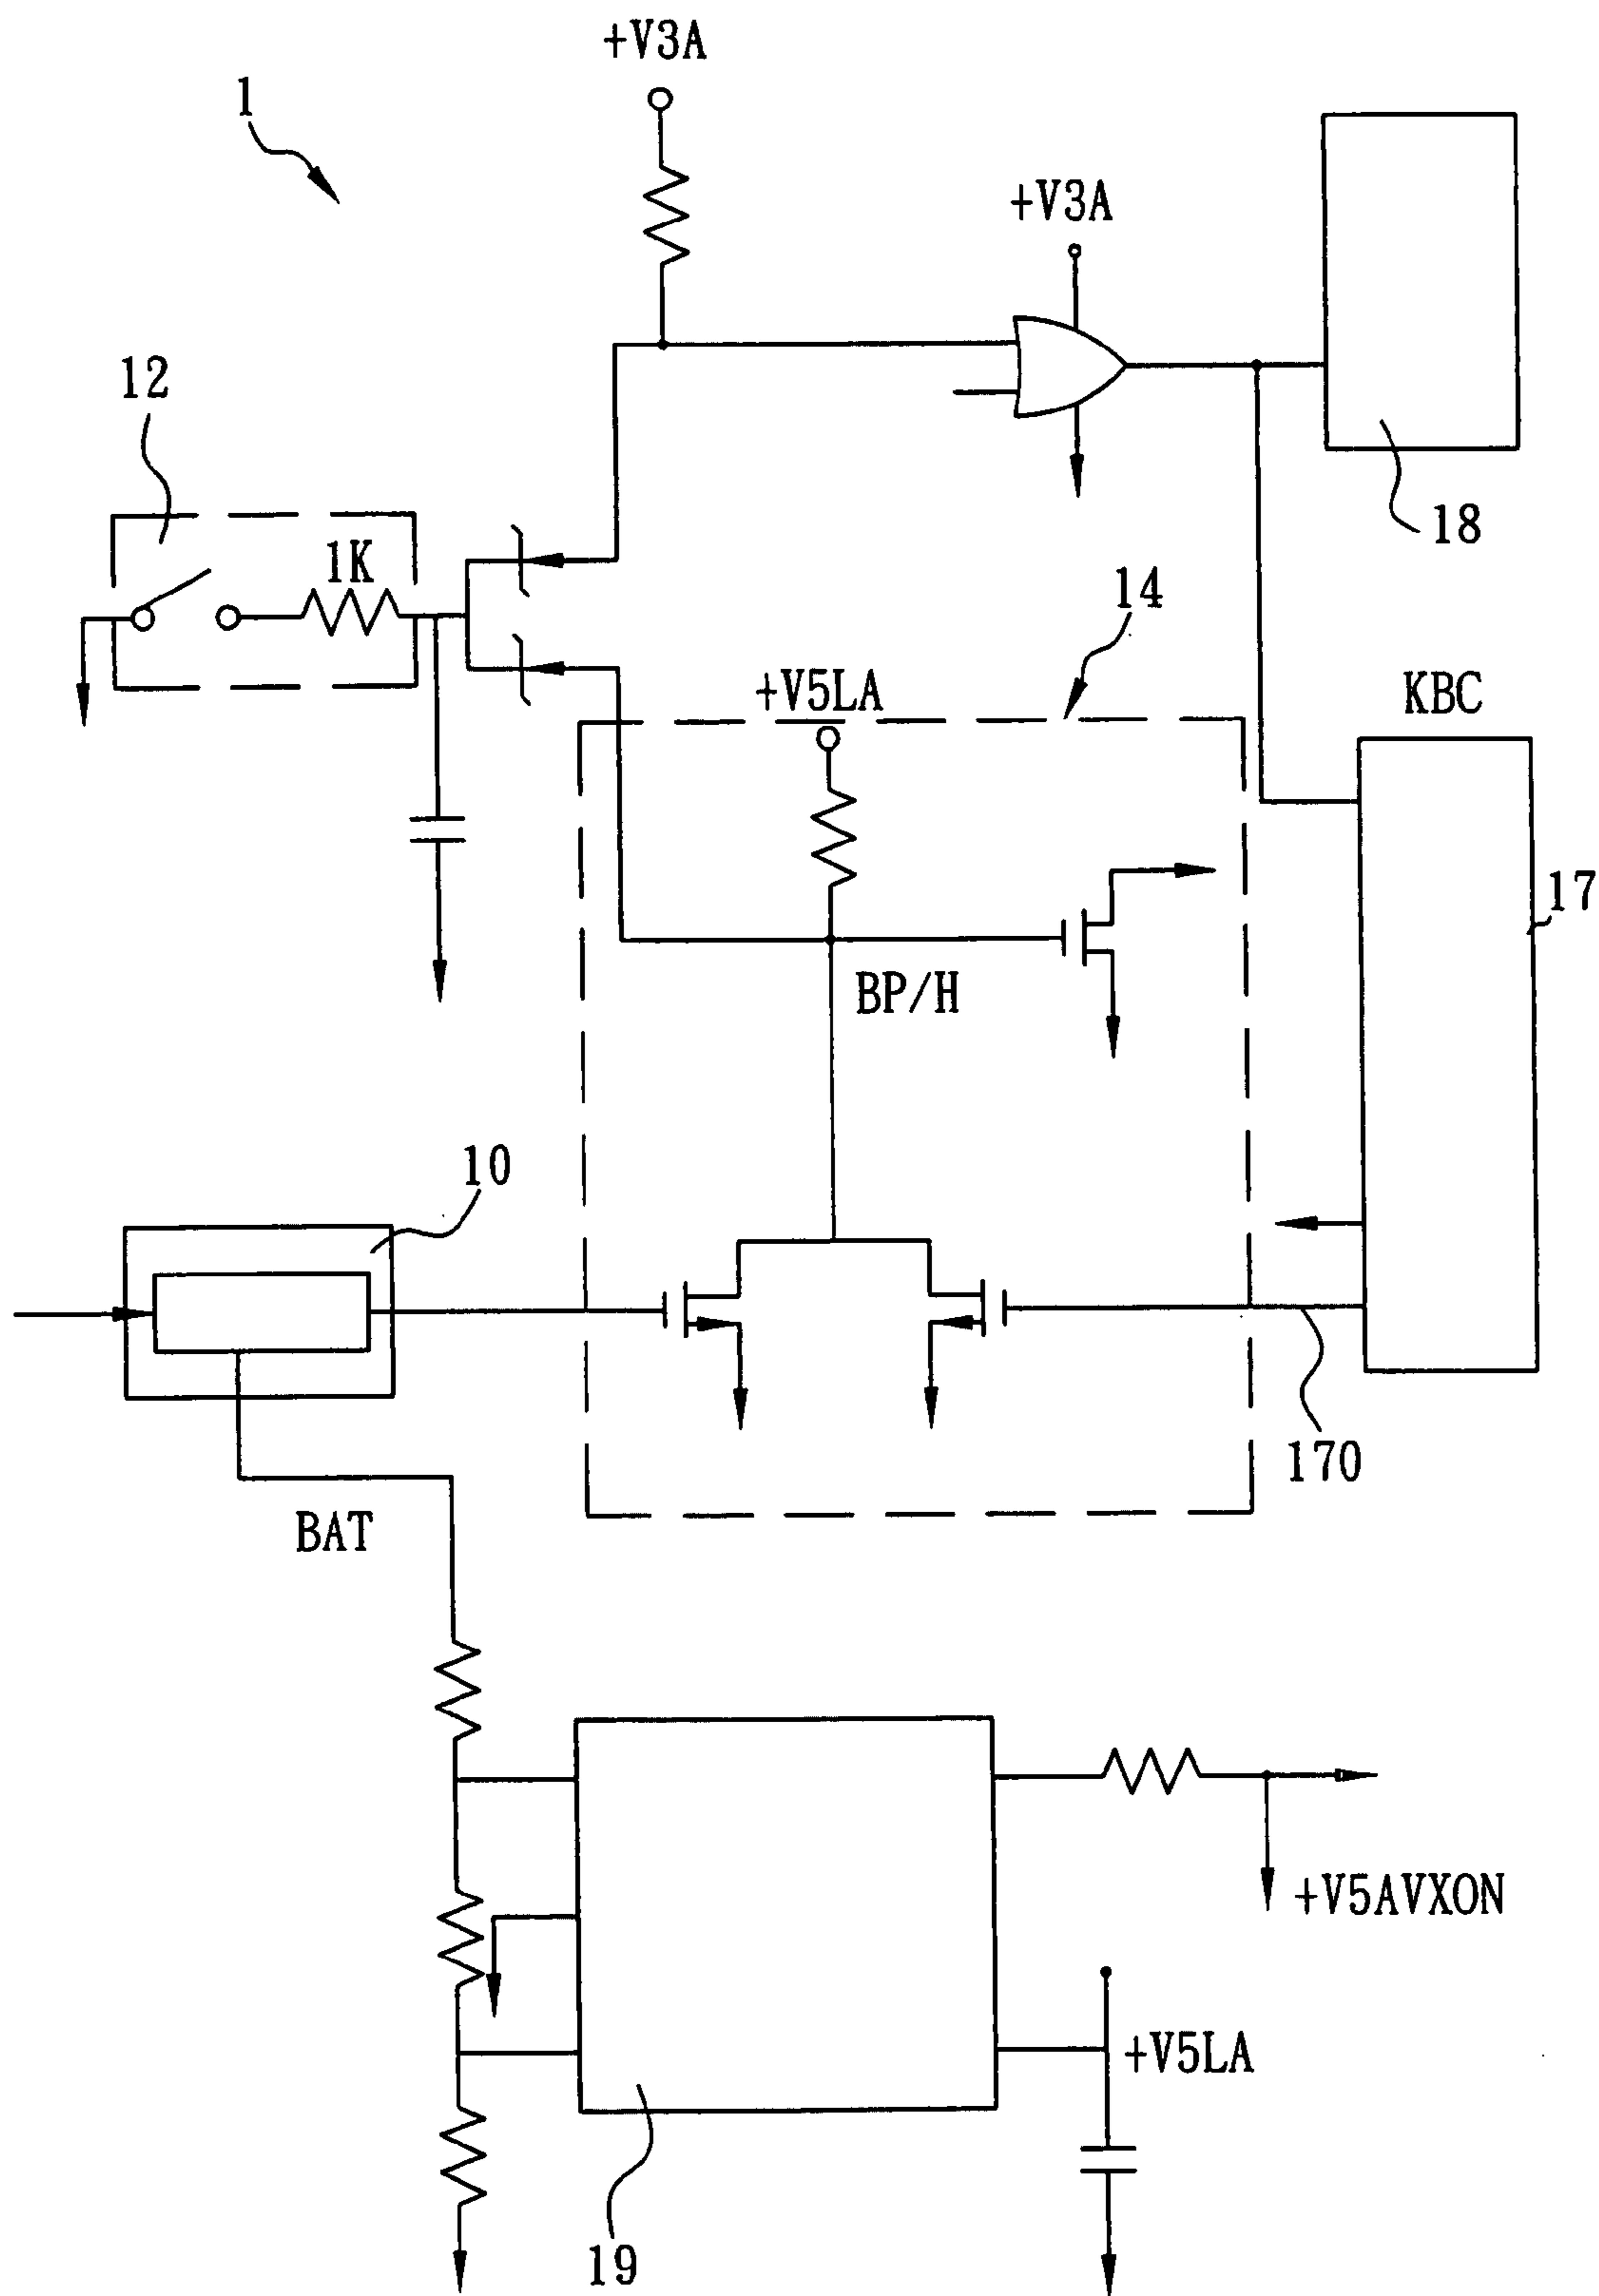 +V3A
1
+V3A
12
1K
18
14
+V5LA
KBC
17
BP/H
10
170
BAT
+V5AVXON
+V5LA
19